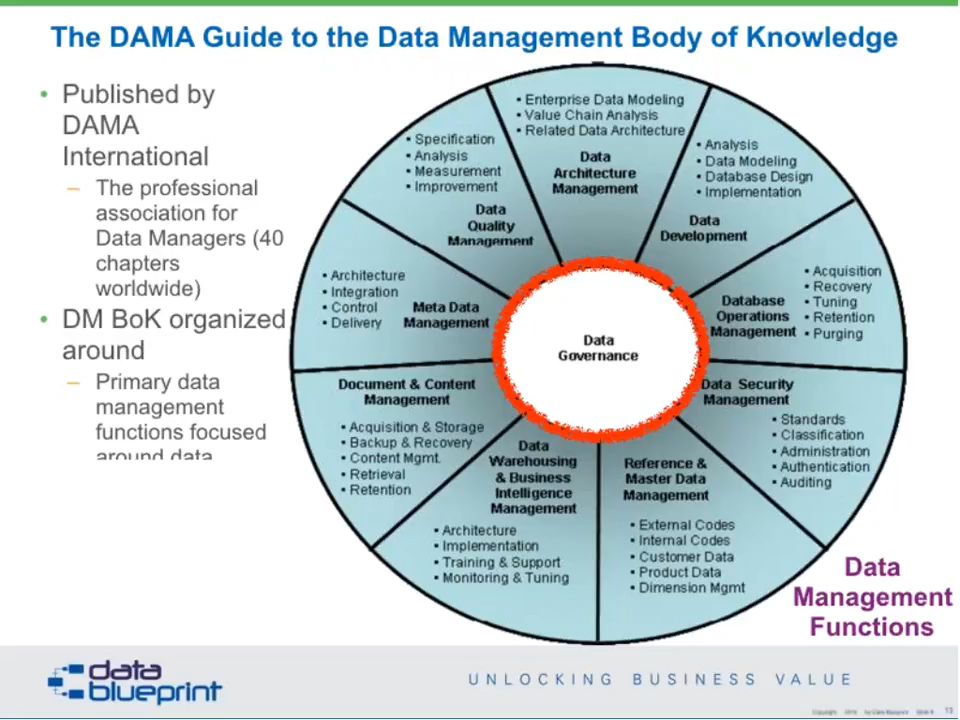 The DAMA Guide to the Data Management Body of Knowledge
• Published by
DAMA
International
– The professional
association for
Data Managers (40
chapters
worldwide)
• DM BoK organized
around
– Primary data
management
functions focused
around data
• Enterprise Data Modeling
• Value Chain Analysis
• Related Data Architecture
Data
Architecture
Management
• Analysis
• Data Modeling
• Database Design
• Implementation
Data
Development
• Acquisition
• Recovery
• Tuning
• Retention
• Purging
Database
Operations
Management
Data Security
Management
• Standards
• Classification
• Administration
• Authentication
• Auditing
Reference &
Master Data
Management
• External Codes
• Internal Codes
• Customer Data
• Product Data
• Dimension Mgmt
Data
Warehousing
& Business
Intelligence
Management
• Architecture
• Implementation
• Training & Support
• Monitoring & Tuning
Document & Content
Management
• Acquisition & Storage
• Backup & Recovery
• Content Mgmt.
• Retrieval
• Retention
• Architecture
• Integration
• Control
• Delivery
Meta Data
Management
• Specification
• Analysis
• Measurement
• Improvement
Data
Quality
Management
Data
Governance
Data
Management
Functions
data
blueprint
UNLOCKING BUSINESS VALUE
13